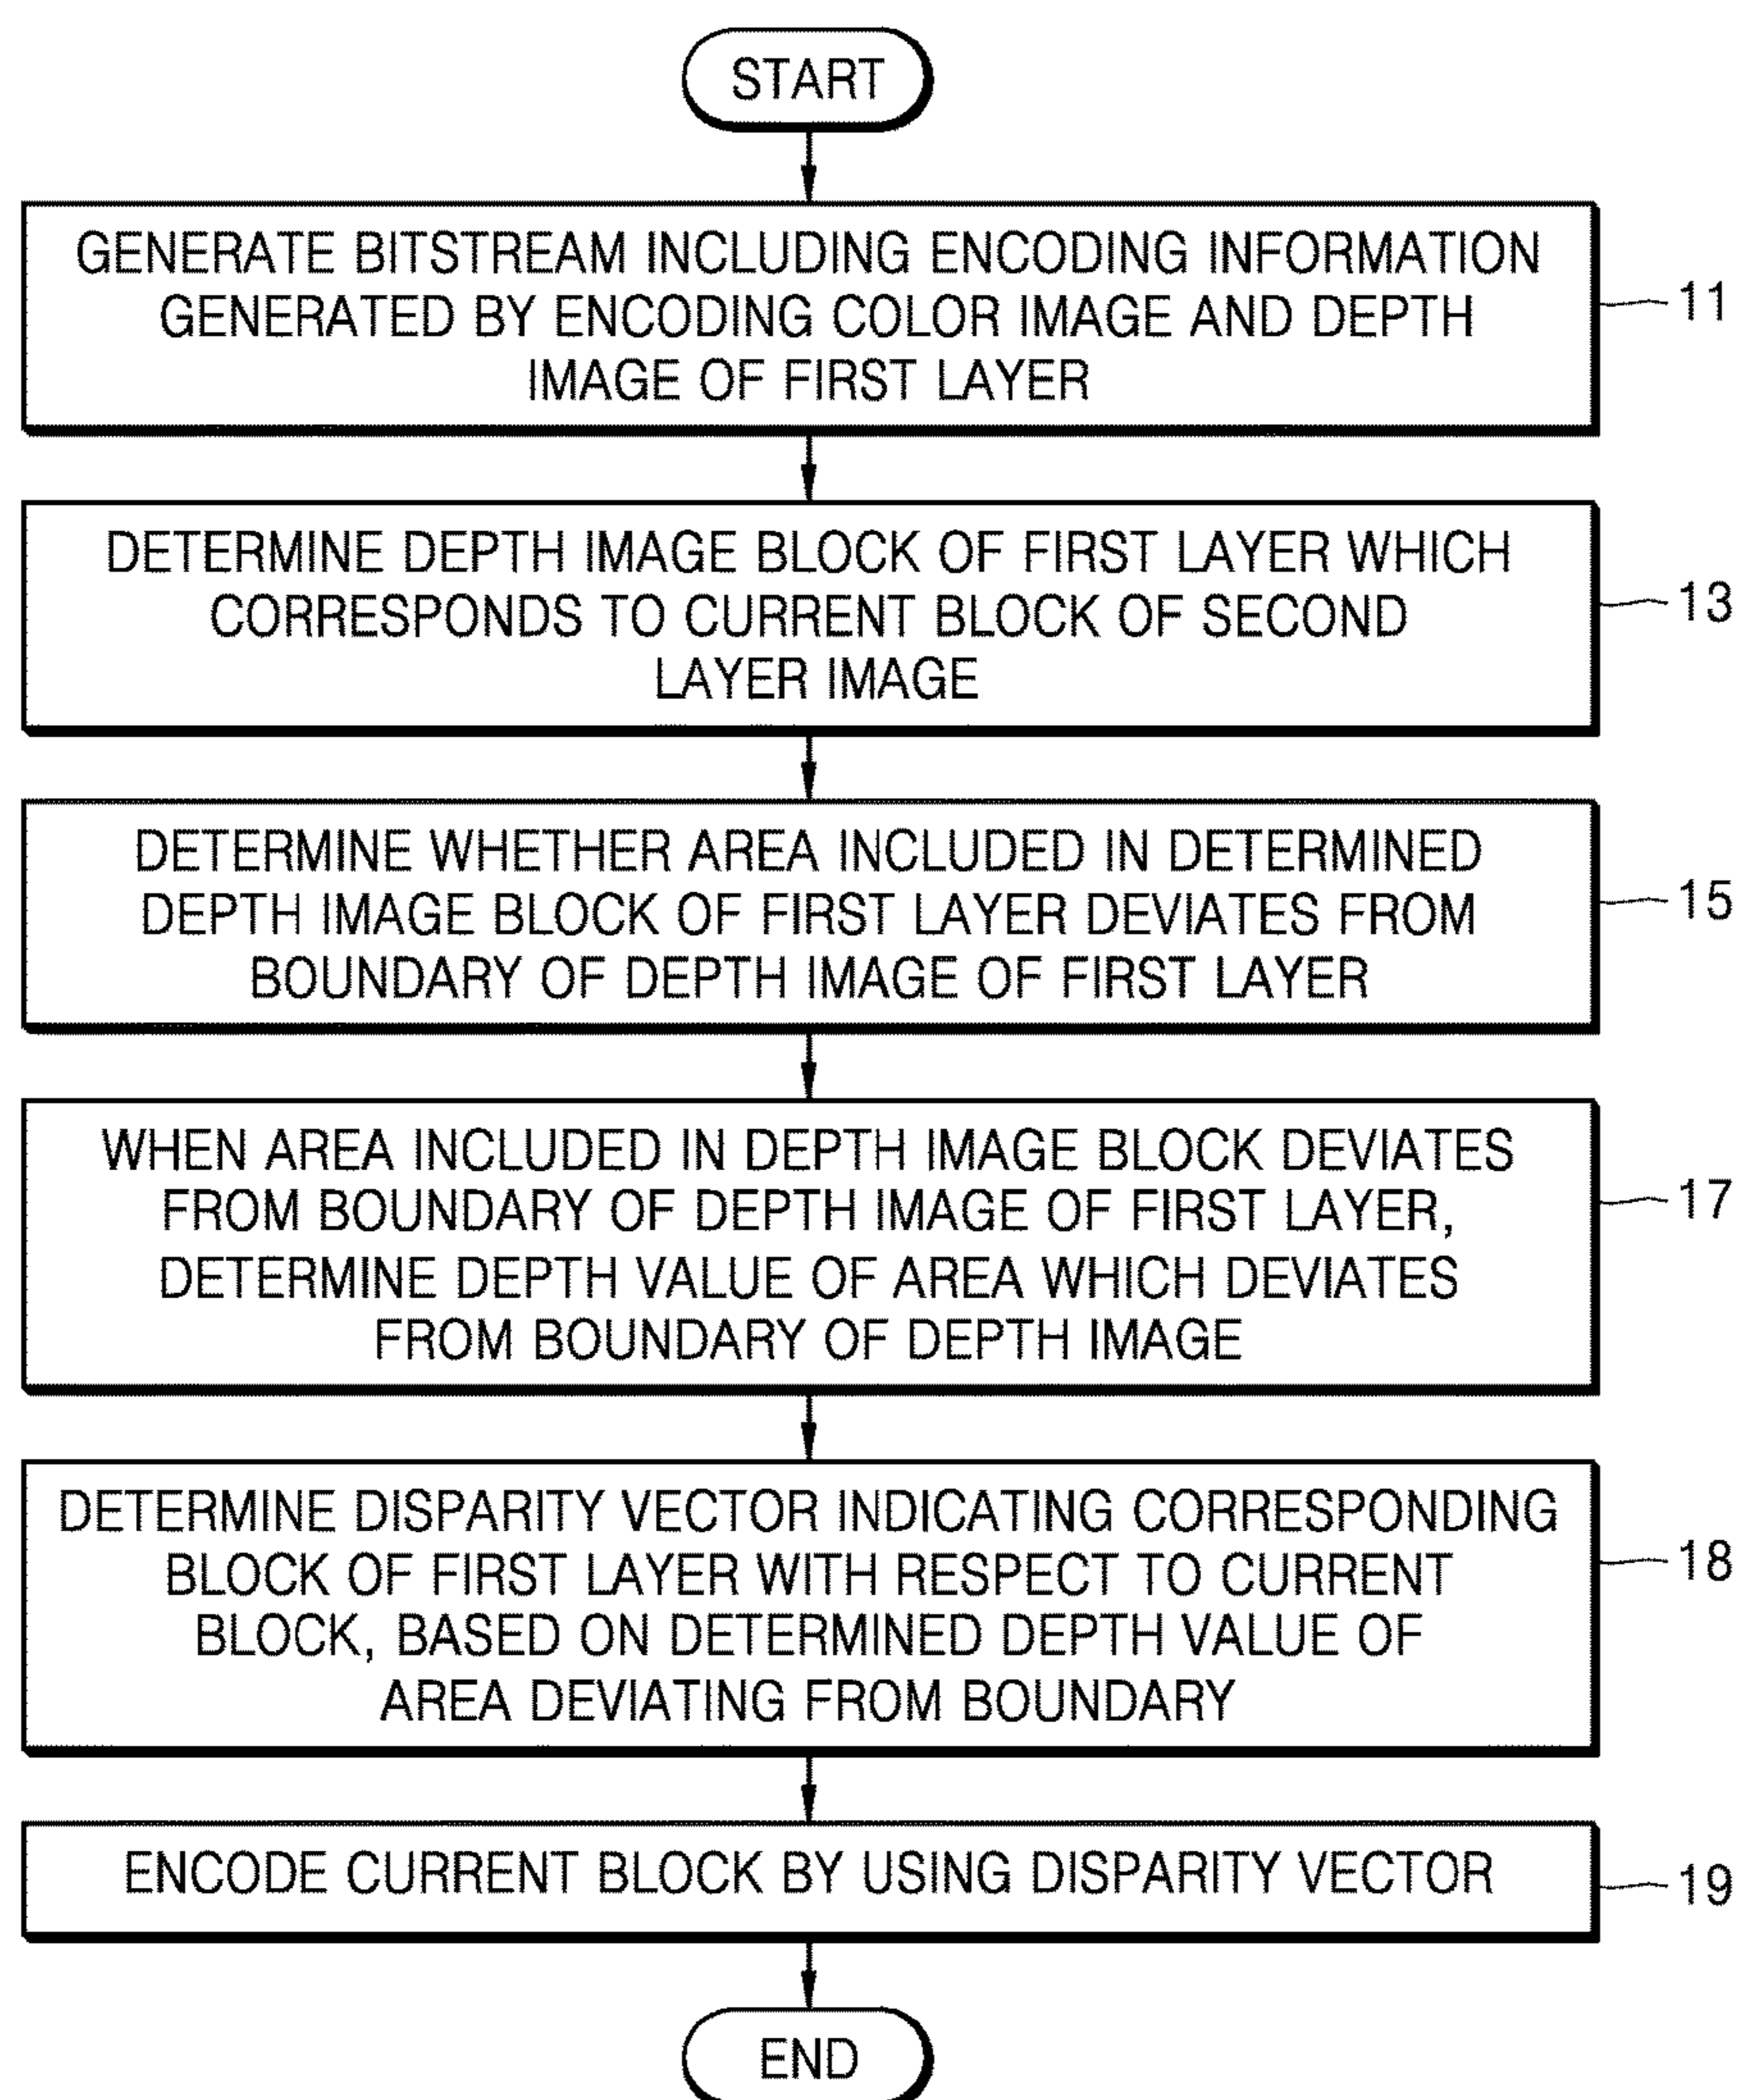 START
GENERATE BITSTREAM INCLUDING ENCODING INFORMATION
GENERATED BY ENCODING COLOR IMAGE AND DEPTH
IMAGE OF FIRST LAYER
11
DETERMINE DEPTH IMAGE BLOCK OF FIRST LAYER WHICH
CORRESPONDS TO CURRENT BLOCK OF SECOND
LAYER IMAGE
13
DETERMINE WHETHER AREA INCLUDED IN DETERMINED
DEPTH IMAGE BLOCK OF FIRST LAYER DEVIATES FROM
BOUNDARY OF DEPTH IMAGE OF FIRST LAYER
15
WHEN AREA INCLUDED IN DEPTH IMAGE BLOCK DEVIATES
FROM BOUNDARY OF DEPTH IMAGE OF FIRST LAYER,
DETERMINE DEPTH VALUE OF AREA WHICH DEVIATES
FROM BOUNDARY OF DEPTH IMAGE
17
DETERMINE DISPARITY VECTOR INDICATING CORRESPONDING
BLOCK OF FIRST LAYER WITH RESPECT TO CURRENT
BLOCK, BASED ON DETERMINED DEPTH VALUE OF
AREA DEVIATING FROM BOUNDARY
18
ENCODE CURRENT BLOCK BY USING DISPARITY VECTOR
19
END